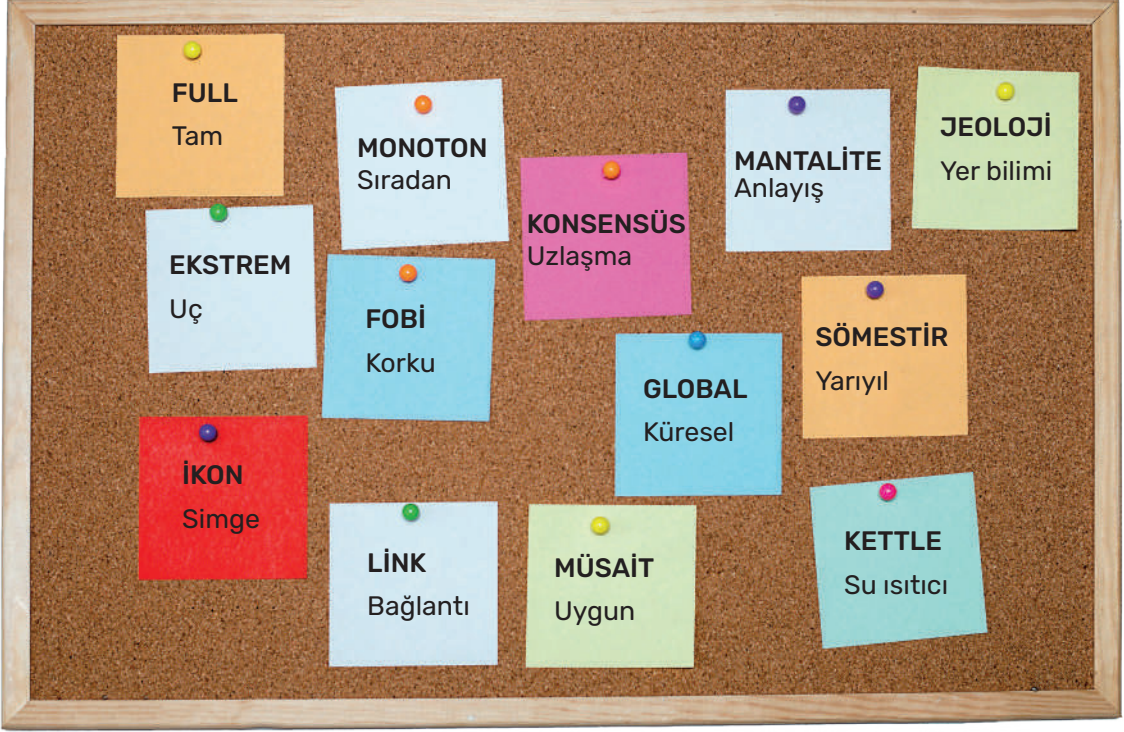 FULL
Tam
MONOTON
Sıradan
KONSENSÜS
Uzlaşma
MANTALİTE
Anlayış
JEOLOJİ
Yer bilimi
EKSTREM
Uç
FOBİ
Korku
GLOBAL
Küresel
SÖMESTİR
Yarıyıl
İKON
Simge
LİNK
Bağlantı
MÜSAİT
Uygun
KETTLE
Su ısıtıcı